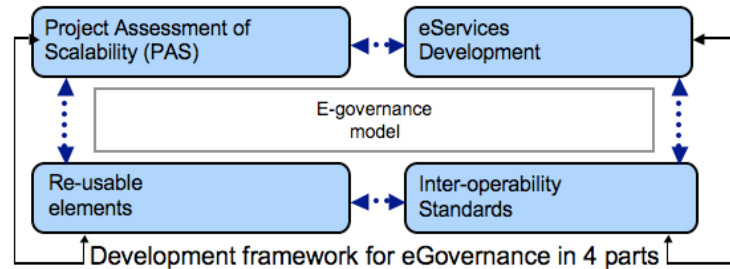 Project Assessment of
Scalability (PAS)
eServices
Development
E-governance
model
Re-usable
elements
Inter-operability
Standards
Development framework for eGovernance in 4 parts